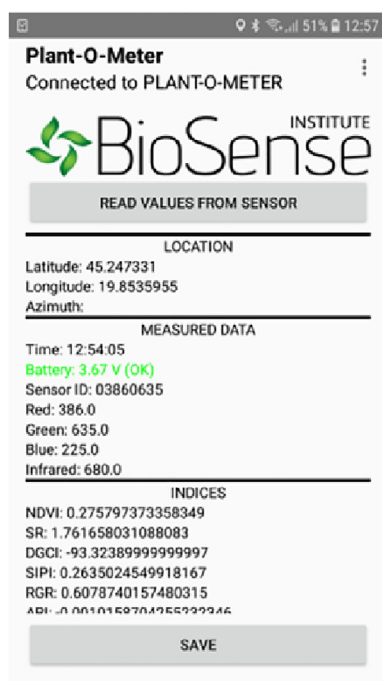 51% 12:57
Plant-O-Meter
Connected to PLANT-O-METER
INSTITUTE
BioSense
READ VALUES FROM SENSOR
LOCATION
Latitude: 45.247331
Longitude: 19.8535955
Azimuth:
MEASURED DATA
Time: 12:54:05
Battery: 3.67 V (OK)
Sensor ID: 03860635
Red: 386.0
Green: 635.0
Blue: 225.0
Infrared: 680.0
INDICES
NDVI: 0.275797373358349
SR: 1.761658031088083
DGCI: -93.32389999999997
SIPI: 0.2635024549918167
RGR: 0.6078740157480315
ARI: -0.0010158704255232346
SAVE